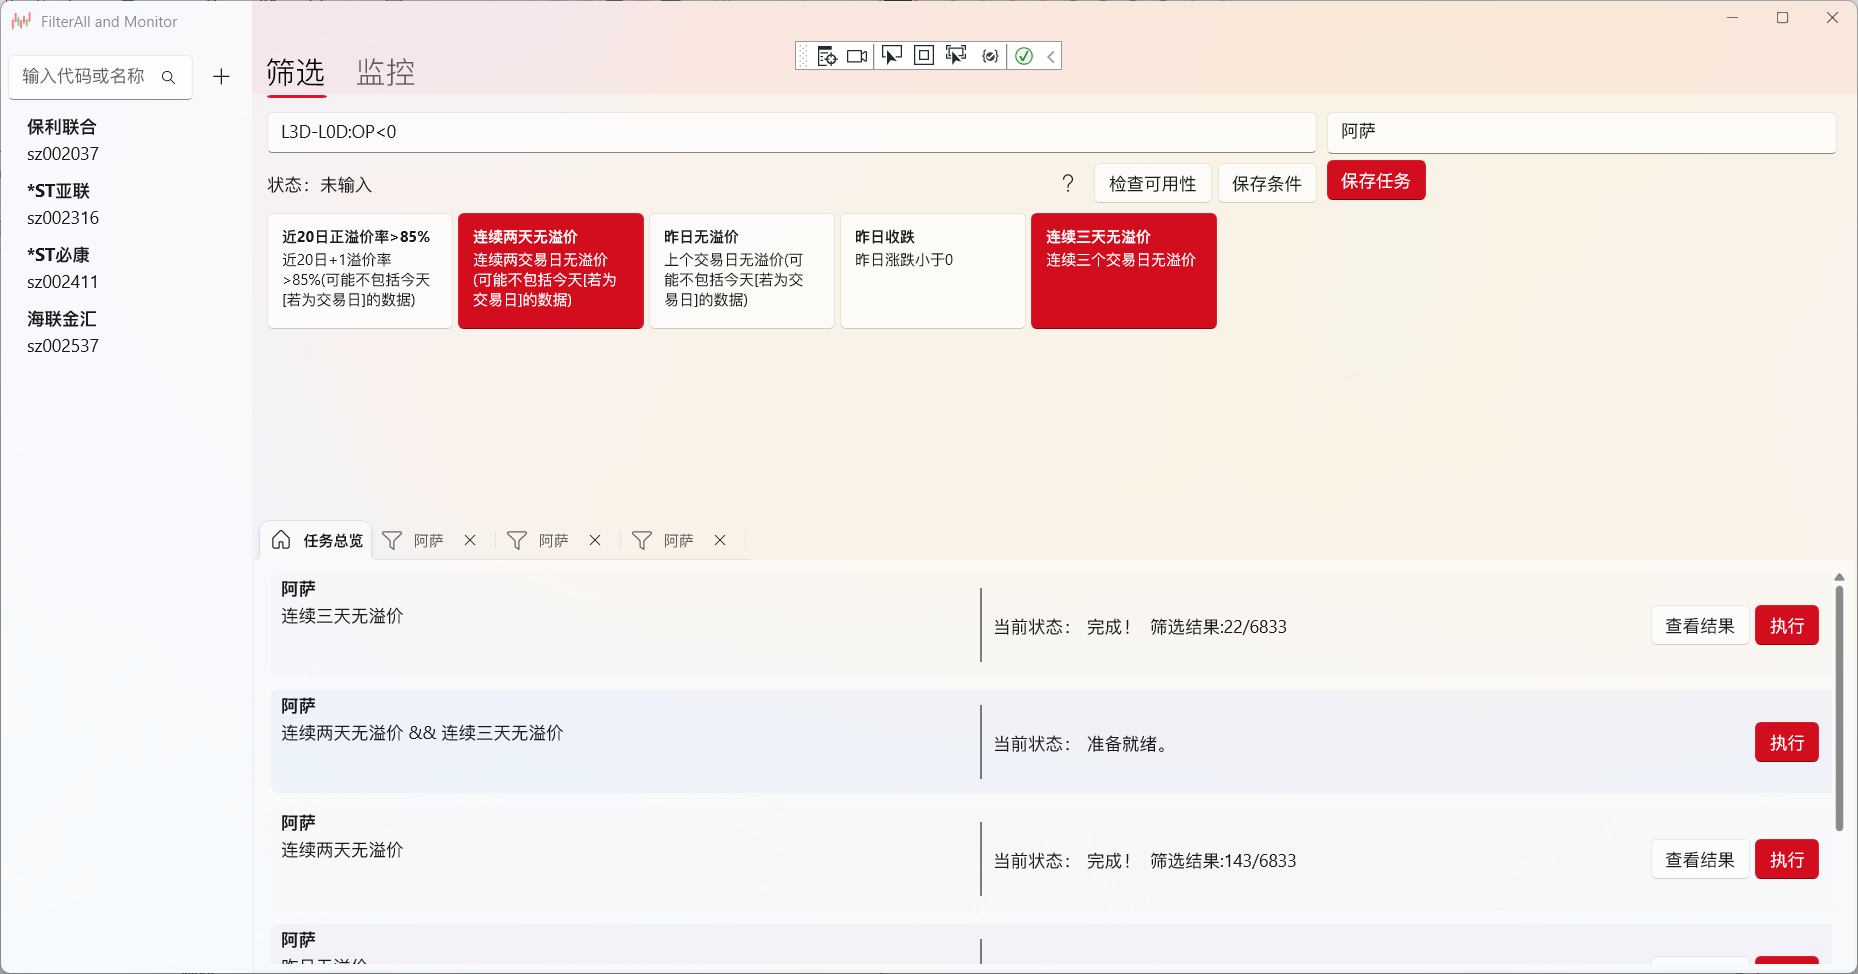 FilterAll and Monitor
输入代码或名称
保利联合
sz002037
*ST亚联
sz002316
*ST必康
sz002411
海联金汇
sz002537
筛选 监控
L3D-L0D:OP<0
阿萨
状态：未输入
?
检查可用性
保存条件
保存任务
近20日正溢价率>85%
近20日+1溢价率
>85%(可能不包括今天
[若为交易日]的数据)
连续两天无溢价
连续两交易日无溢价
(可能不包括今天[若为
交易日]的数据)
昨日无溢价
上个交易日无溢价(可
能不包括今天[若为交
易日]的数据)
昨日收跌
昨日涨跌小于0
连续三天无溢价
连续三个交易日无溢价
任务总览
阿萨
阿萨
阿萨
阿萨
连续三天无溢价
当前状态： 完成！ 筛选结果:22/6833
查看结果
执行
阿萨
连续两天无溢价 && 连续三天无溢价
当前状态： 准备就绪。
执行
阿萨
连续两天无溢价
当前状态： 完成！ 筛选结果:143/6833
查看结果
执行
阿萨
昨日无溢价